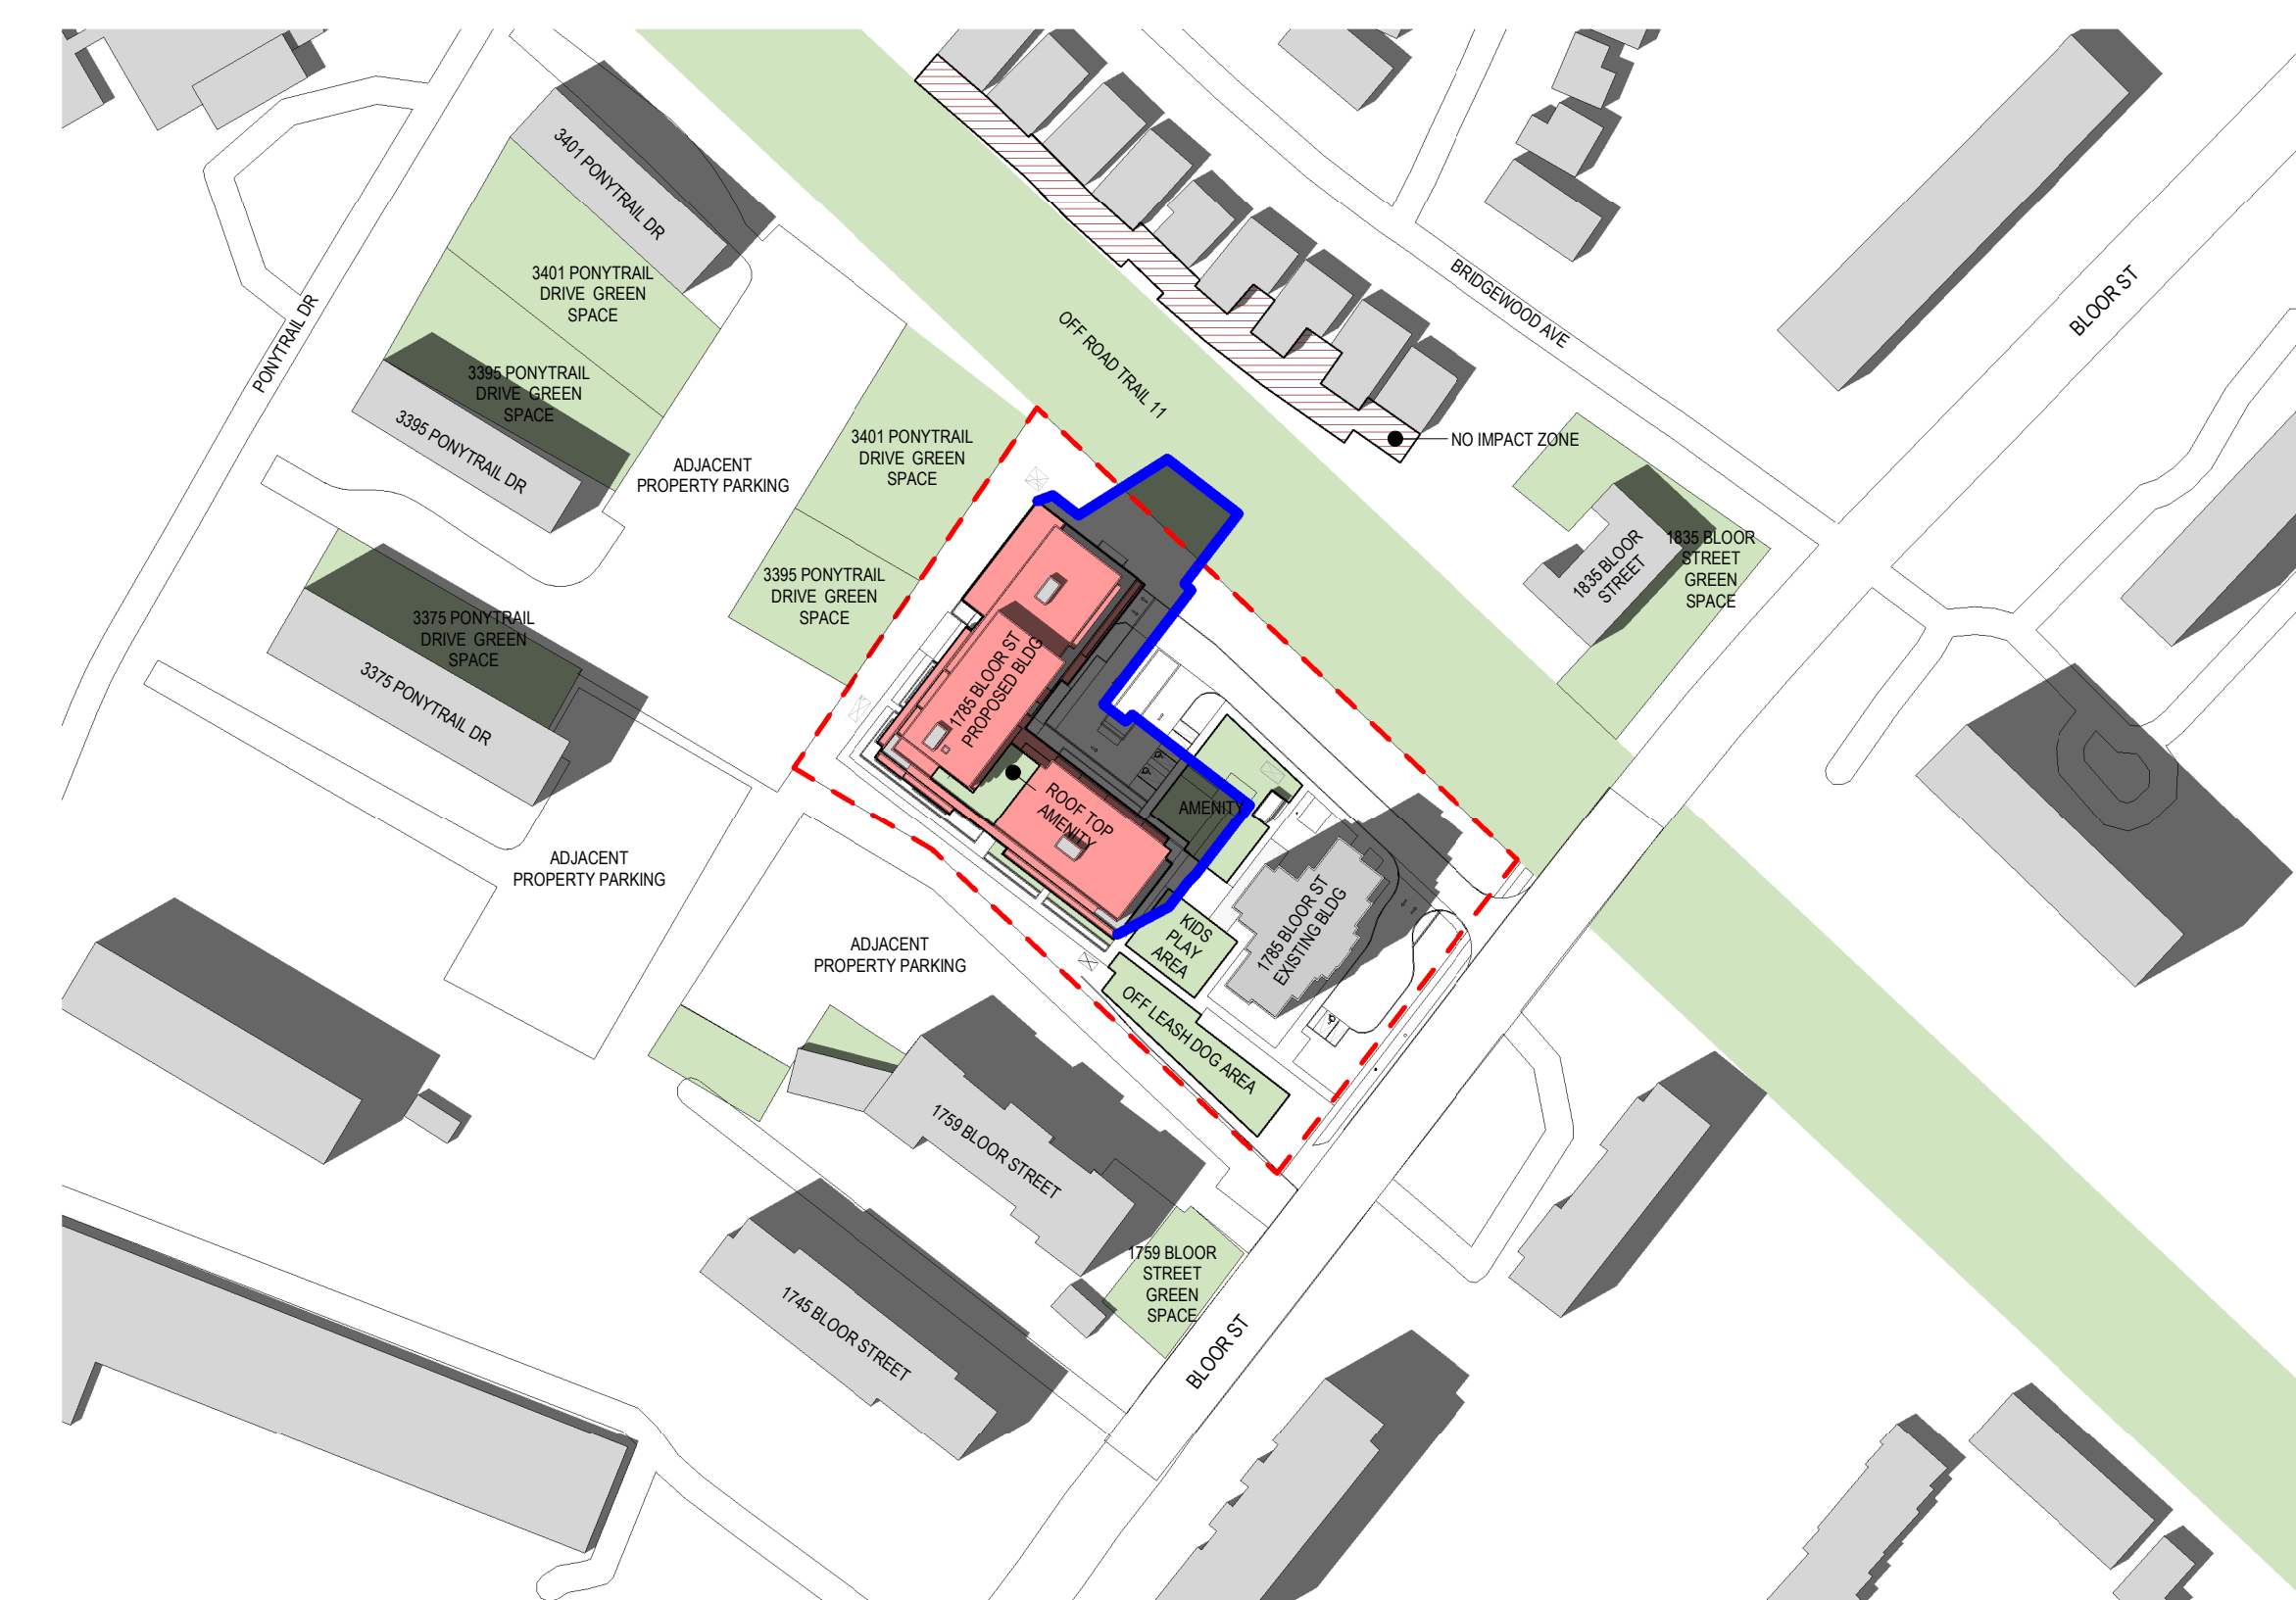 3401 PONYTRAIL DR
3401 PONYTRAIL
DRIVE GREEN
SPACE
PONYTRAIL DR
3395 PONYTRAIL
DRIVE GREEN
SPACE
3395 PONYTRAIL DR
ADJACENT
PROPERTY PARKING
3401 PONYTRAIL
DRIVE GREEN
SPACE
3395 PONYTRAIL
DRIVE GREEN
SPACE
OFF ROAD TRAIL 11
BRIDGEWOOD AVE
BLOOR ST
NO IMPACT ZONE
1835 BLOOR
STREET
1835 BLOOR
STREET
GREEN
SPACE
3375 PONYTRAIL
DRIVE GREEN
SPACE
3375 PONYTRAIL DR
1785 BLOOR ST
PROPOSED BLDG
ROOF TOP
AMENITY
AMENITY
ADJACENT
PROPERTY PARKING
ADJACENT
PROPERTY PARKING
KIDS
PLAY
AREA
1785 BLOOR ST
EXISTING BLDG
OFF LEASH DOG AREA
1759 BLOOR STREET
1759 BLOOR
STREET
GREEN
SPACE
1745 BLOOR STREET
BLOOR ST